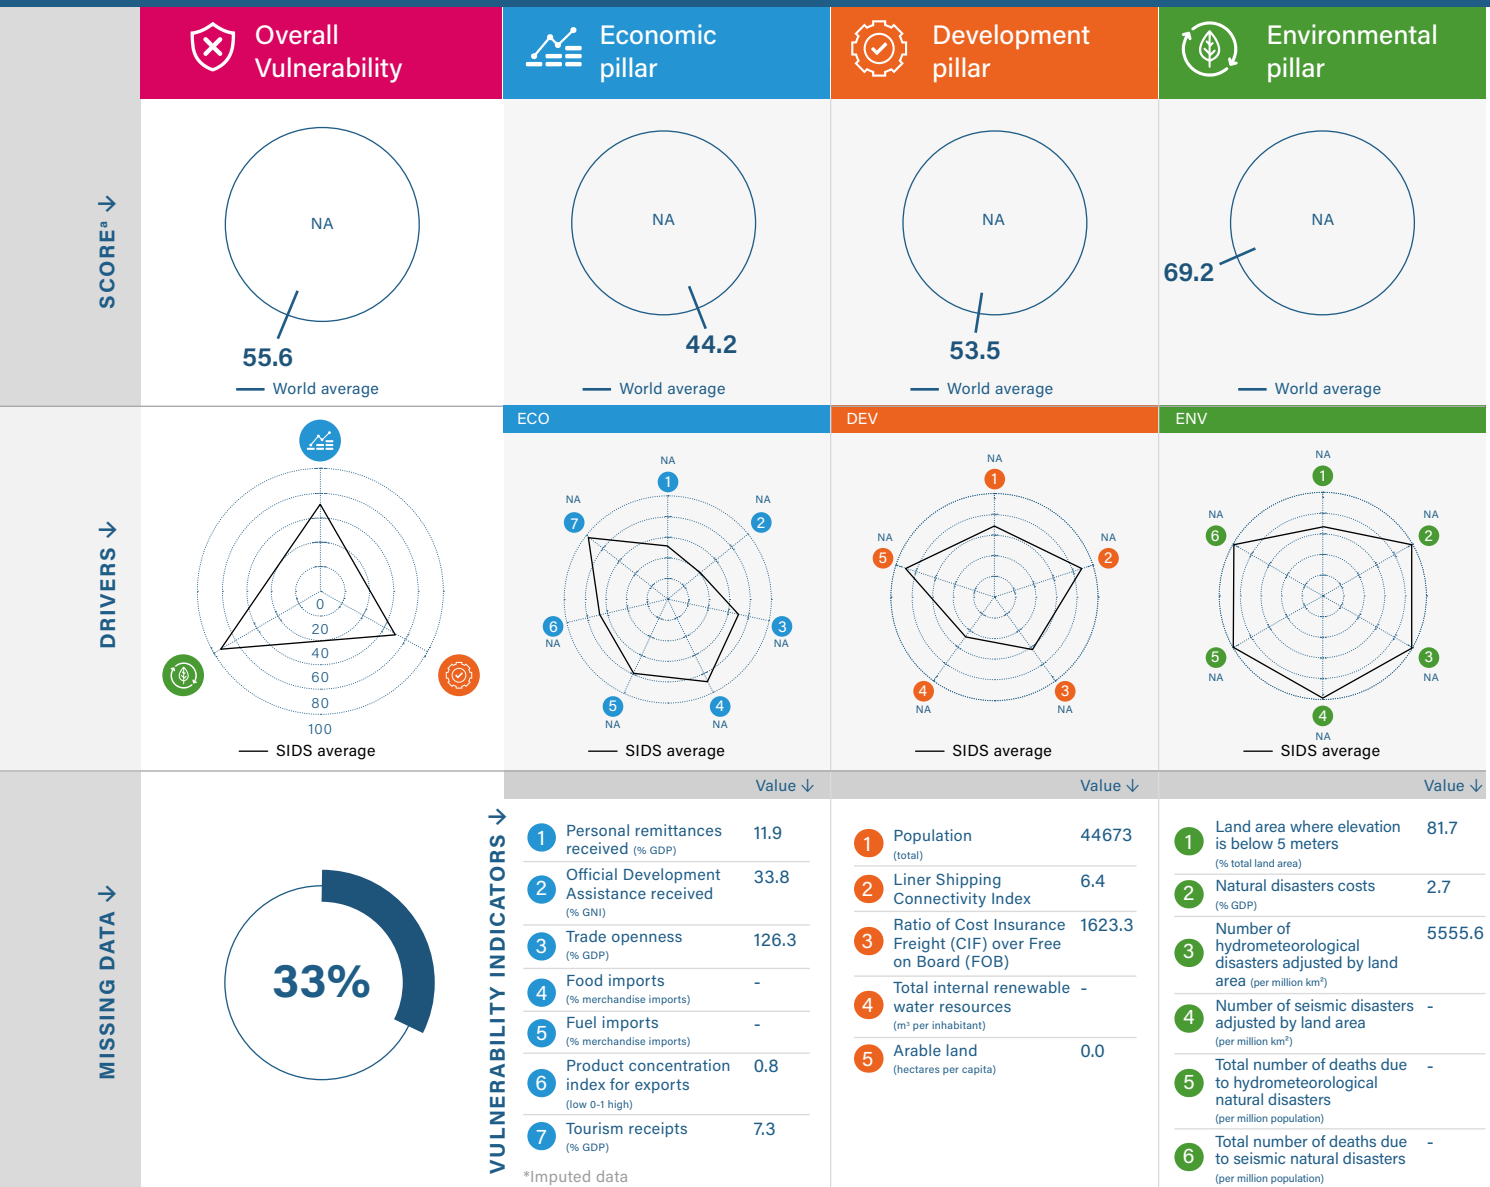 Overall
Vulnerability
Economic
pillar
Development
pillar
Environmental
pillar
SCOREª →
NA
55.6
World average
NA
44.2
World average
NA
53.5
World average
NA
69.2
World average
DRIVERS →
0
20
40
60
80
100
SIDS average
ECO
NA
1
NA
2
3
NA
4
NA
5
NA
6
NA
NA
7
SIDS average
DEV
NA
1
NA
2
3
NA
4
NA
NA
5
SIDS average
ENV
NA
1
NA
2
3
NA
4
NA
5
NA
NA
6
SIDS average
MISSING DATA →
33%
VULNERABILITY INDICATORS →
Value ↓
1 Personal remittances 11.9
received (% GDP)
2 Official Development 33.8
Assistance received
(% GNI)
3 Trade openness 126.3
(% GDP)
4 Food imports -
(% merchandise imports)
5 Fuel imports -
(% merchandise imports)
6 Product concentration 0.8
index for exports
(low 0-1 high)
7 Tourism receipts 7.3
(% GDP)
*Imputed data
Value ↓
1 Population 44673
(total)
2 Liner Shipping 6.4
Connectivity Index
3 Ratio of Cost Insurance 1623.3
Freight (CIF) over Free
on Board (FOB)
4 Total internal renewable -
water resources
(m³ per inhabitant)
5 Arable land 0.0
(hectares per capita)
Value ↓
1 Land area where elevation 81.7
is below 5 meters
(% total land area)
2 Natural disasters costs 2.7
(% GDP)
3 Number of 5555.6
hydrometeorological
disasters adjusted by land
area (per million km²)
4 Number of seismic disasters -
adjusted by land area
(per million km²)
5 Total number of deaths due -
to hydrometeorological
natural disasters
(per million population)
6 Total number of deaths due -
to seismic natural disasters
(per million population)